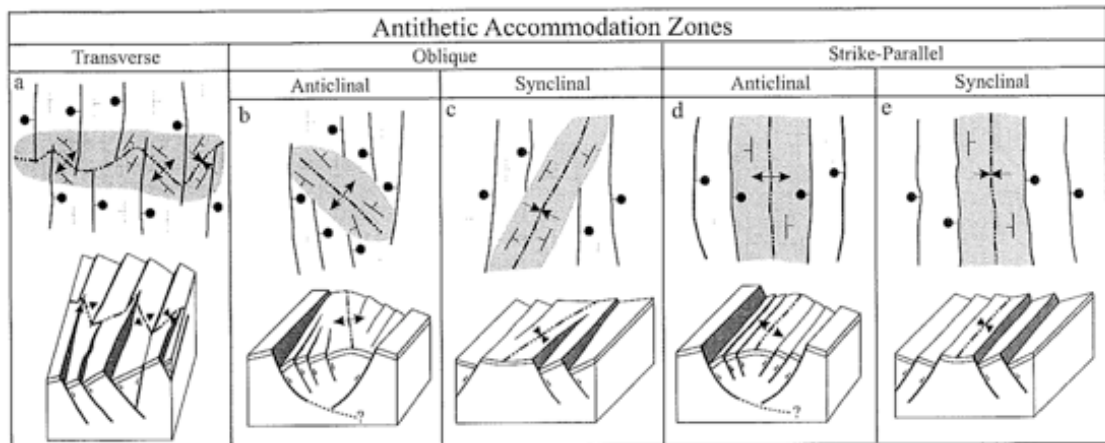 Antithetic Accommodation Zones
Transverse
Oblique
Strike-Parallel
Anticlinal
Synclinal
Anticlinal
Synclinal
a
b
c
d
e
?
?